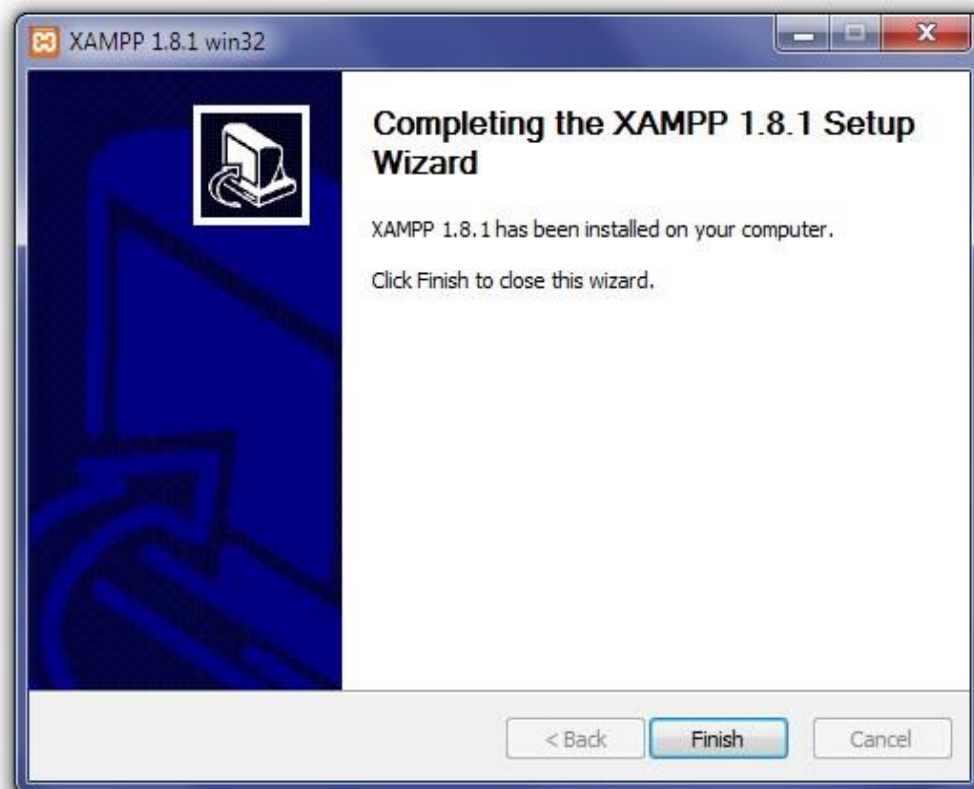 XAMPP 1.8.1 win32
Completing the XAMPP 1.8.1 Setup
Wizard
XAMPP 1.8.1 has been installed on your computer.
Click Finish to close this wizard.
< Back
Finish
Cancel